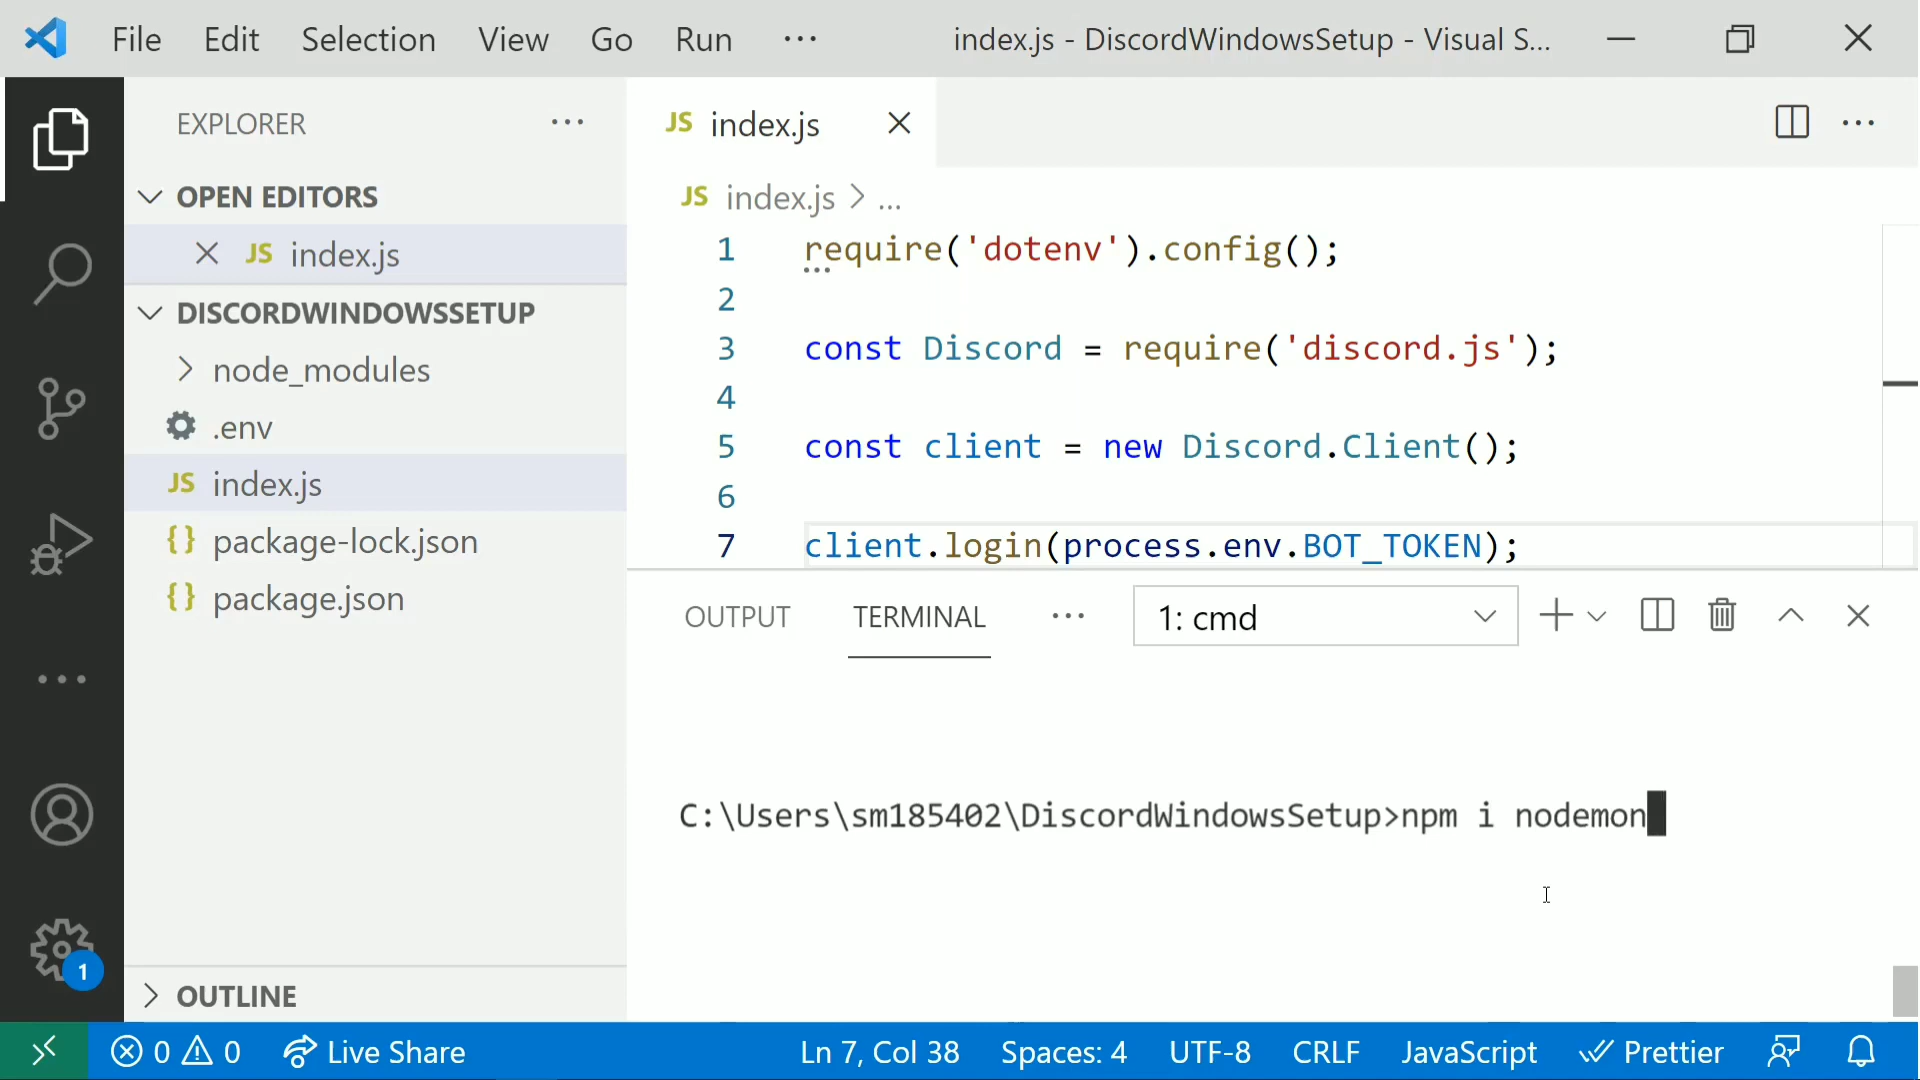 File Edit Selection View Go Run ··· index.js - DiscordWindowsSetup - Visual S...
EXPLORER
OPEN EDITORS
JS index.js
DISCORDWINDOWSSETUP
node_modules
.env
JS index.js
{} package-lock.json
{} package.json
OUTLINE
1
JS index.js
JS index.js > ...
1 require('dotenv').config();
2
3 const Discord = require('discord.js');
4
5 const client = new Discord.Client();
6
7 client.login(process.env.BOT_TOKEN);
OUTPUT TERMINAL ··· 1: cmd
C:\Users\sm185402\DiscordWindowsSetup>npm i nodemon
0 0 Live Share Ln 7, Col 38 Spaces: 4 UTF-8 CRLF JavaScript Prettier